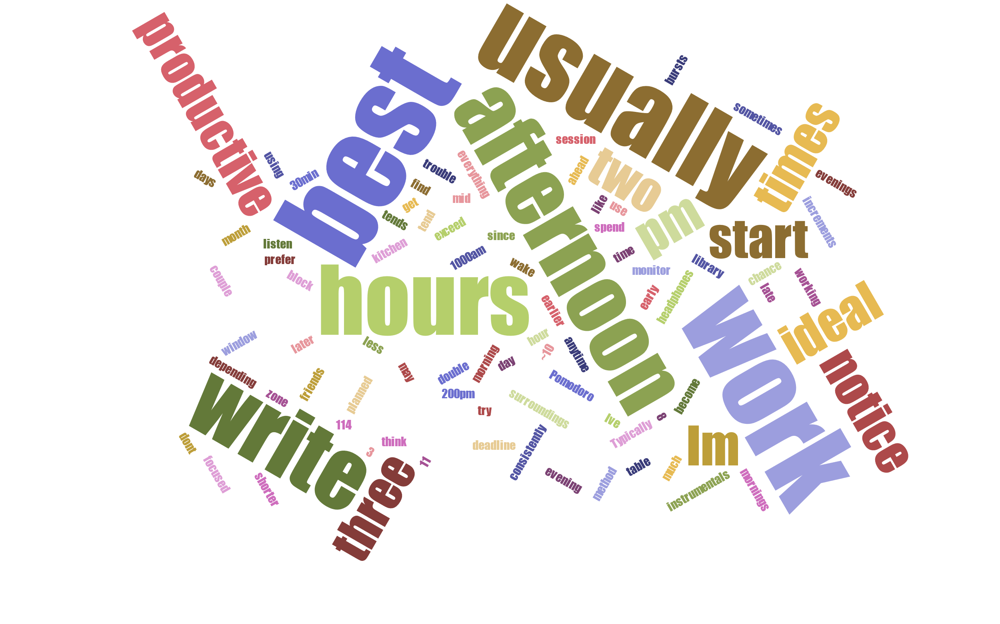 productive
usually
best
afternoon
bursts
sometimes
times
session
two
ahead
everything
trouble
using
30min
days
find
mid
get
tend
tends
like
use
evenings
increments
pm
start
spend
exceed
since
month
listen
prefer
kitchen
1000am
wake
time
monitor
library
chance
late
working
couple
block
hours
earlier
early
headphones
Work
ideal
window
later
less
hour
~10
anytime
notice
depending
zone
friends
planned
may
double
morning
day
200pm
Pomodoro
become
write
114
try
surroundings
Ive
8
Typically
Im
dont
think
deadline
consistently
3
focused
shorter
three
11
evening
method
table
much
instrumentals
mornings